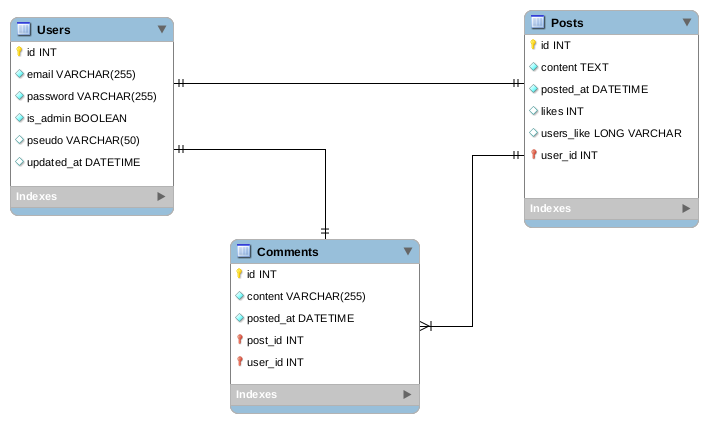 Users
id INT
email VARCHAR(255)
password VARCHAR(255)
is_admin BOOLEAN
pseudo VARCHAR(50)
updated_at DATETIME
Indexes
Posts
id INT
content TEXT
posted_at DATETIME
likes INT
users_like LONG VARCHAR
user_id INT
Indexes
Comments
id INT
content VARCHAR(255)
posted_at DATETIME
post_id INT
user_id INT
Indexes